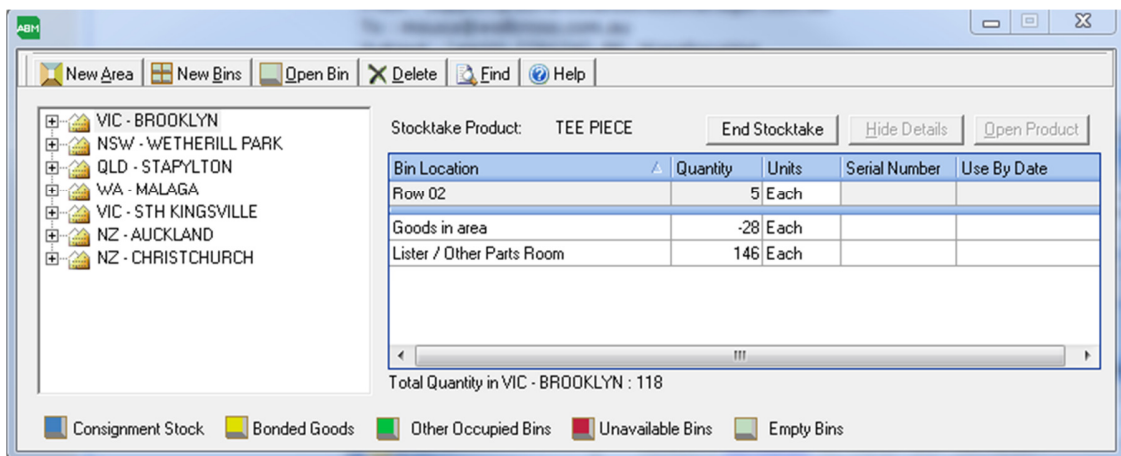 ABM
New Area New Bins Open Bin Delete Find Help
VIC - BROOKLYN
NSW - WETHERILL PARK
QLD - STAPYLTON
WA - MALAGA
VIC - STH KINGSVILLE
NZ - AUCKLAND
NZ - CHRISTCHURCH
Stocktake Product: TEE PIECE End Stocktake Hide Details Open Product
Bin Location Quantity Units Serial Number Use By Date
Row 02 5 Each
Goods in area -28 Each
Lister / Other Parts Room 146 Each
Total Quantity in VIC - BROOKLYN : 118
Consignment Stock Bonded Goods Other Occupied Bins Unavailable Bins Empty Bins